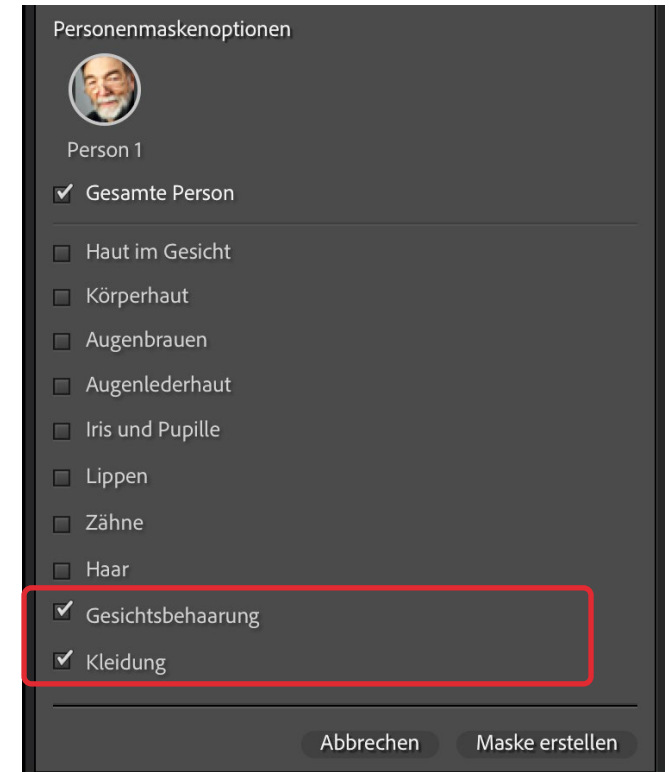 Personenmaskenoptionen
Person 1
Gesamte Person
Haut im Gesicht
Körperhaut
Augenbrauen
Augenlederhaut
Iris und Pupille
Lippen
Zähne
Haar
Gesichtsbehaarung
Kleidung
Abbrechen Maske erstellen